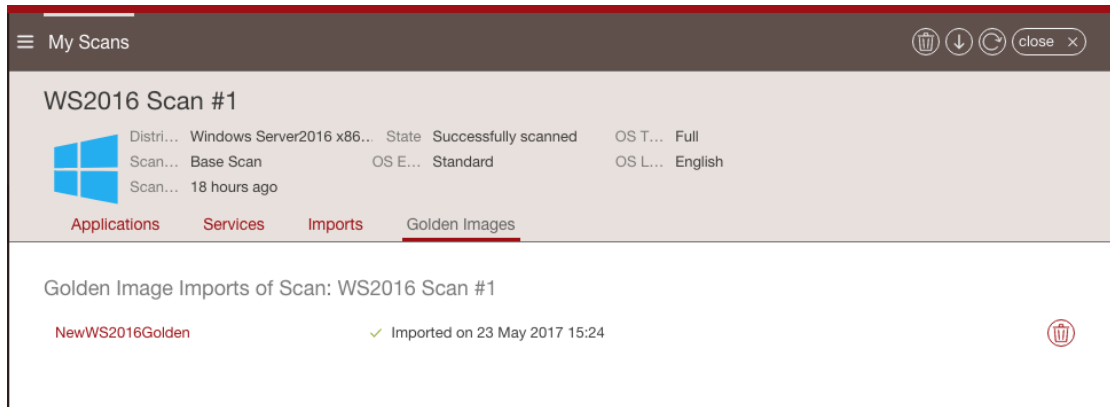 My Scans
close ×
WS2016 Scan #1
Distri... Windows Server2016 x86... State Successfully scanned OS T... Full
Scan... Base Scan OS E... Standard OS L... English
Scan... 18 hours ago
Applications Services Imports Golden Images
Golden Image Imports of Scan: WS2016 Scan #1
NewWS2016Golden Imported on 23 May 2017 15:24